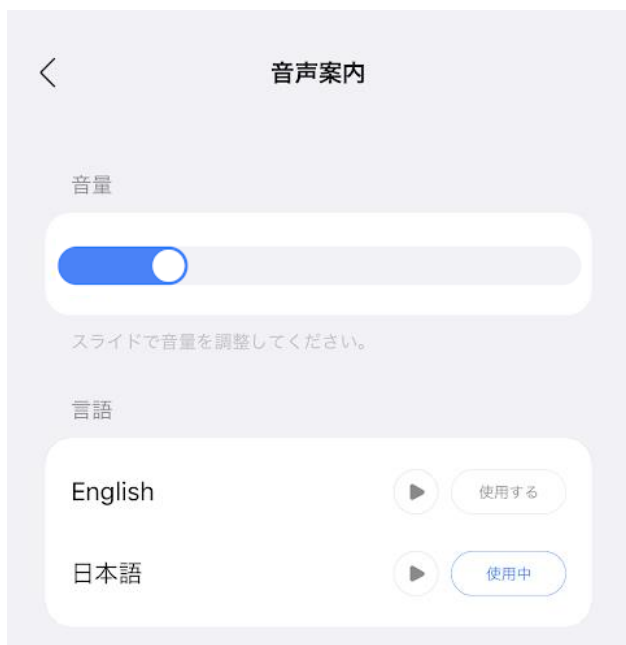 音声案内
音量
スライドで音量を調整してください。
言語
English 使用する
日本語 使用中